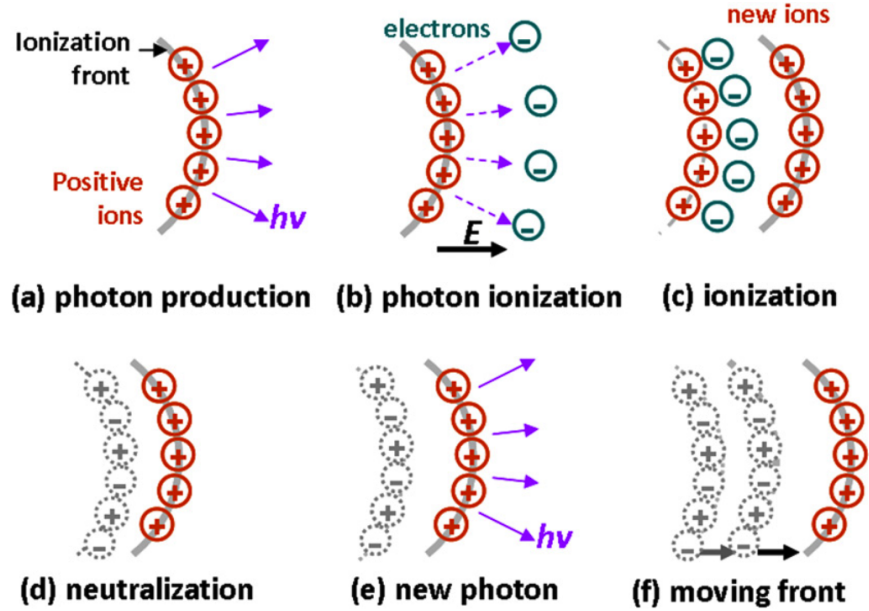 Ionization
front
Positive
ions
hv
(a) photon production
electrons
E
(b) photon ionization
new ions
(c) ionization
(d) neutralization
hv
(e) new photon
(f) moving front